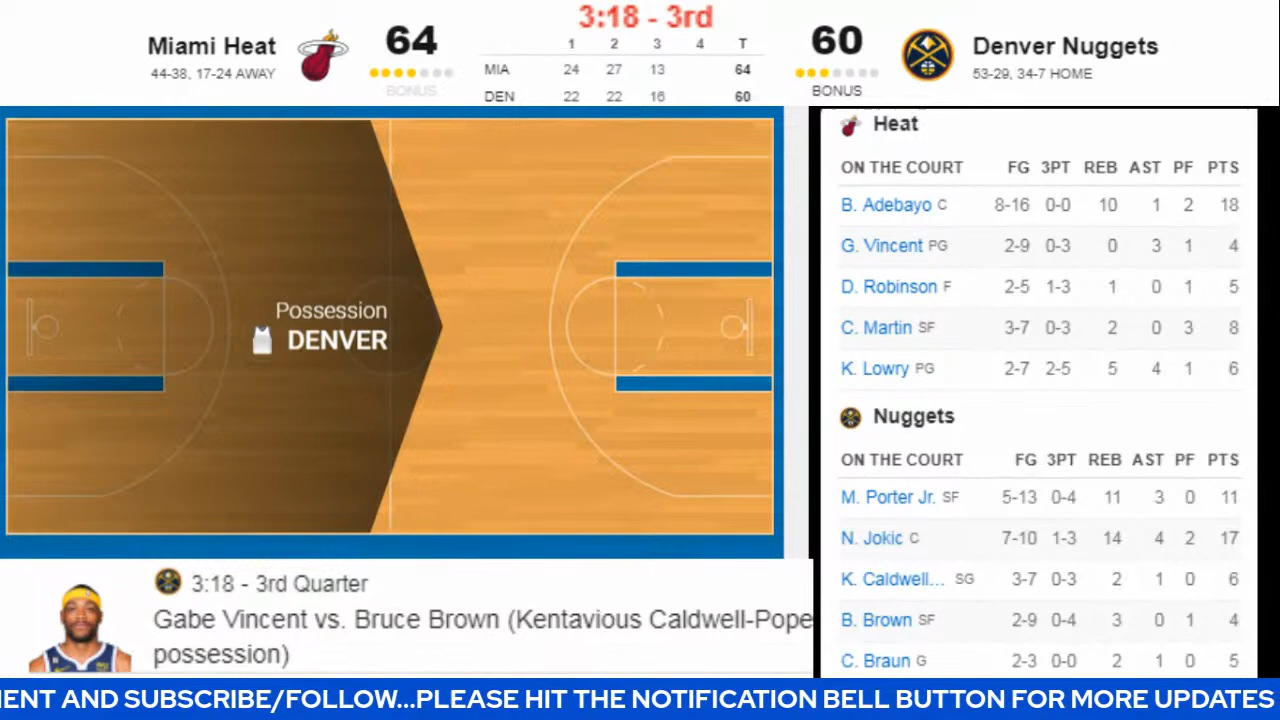 3:18 - 3rd
Miami Heat
44-38, 17-24 AWAY
64
BONUS
1 2 3 4 T
MIA 24 27 13 64
DEN 22 22 16 60
60
BONUS
Denver Nuggets
53-29, 34-7 HOME
Possession
DENVER
3:18 - 3rd Quarter
Gabe Vincent vs. Bruce Brown (Kentavious Caldwell-Pope
possession)
Heat
ON THE COURT FG 3PT REB AST PF PTS
B. Adebayo C 8-16 0-0 10 1 2 18
G. Vincent PG 2-9 0-3 0 3 1 4
D. Robinson F 2-5 1-3 1 0 1 5
C. Martin SF 3-7 0-3 2 0 3 8
K. Lowry PG 2-7 2-5 5 4 1 6
Nuggets
ON THE COURT FG 3PT REB AST PF PTS
M. Porter Jr. SF 5-13 0-4 11 3 0 11
N. Jokic C 7-10 1-3 14 4 2 17
K. Caldwell... SG 3-7 0-3 2 1 0 6
B. Brown SF 2-9 0-4 3 0 1 4
C. Braun G 2-3 0-0 2 1 0 5
MENT AND SUBSCRIBE/FOLLOW...PLEASE HIT THE NOTIFICATION BELL BUTTON FOR MORE UPDATES